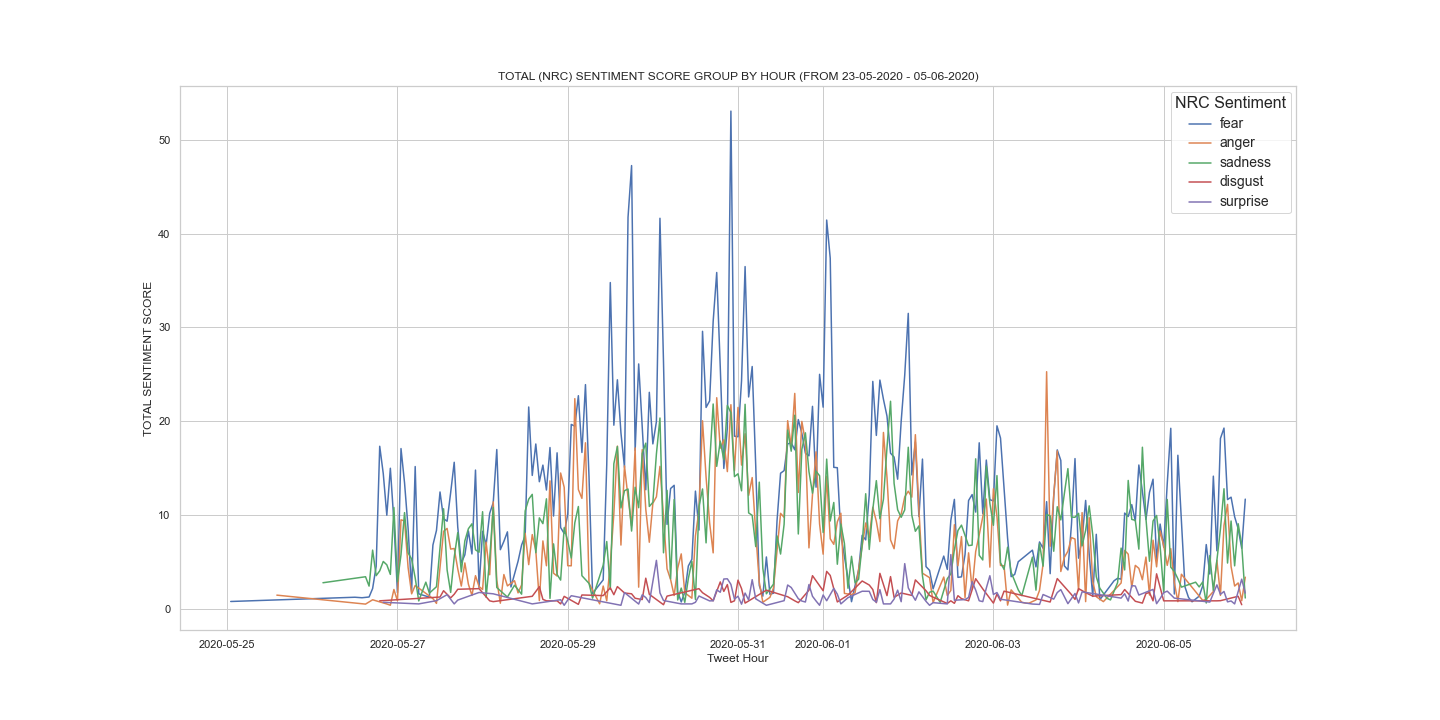 TOTAL (NRC) SENTIMENT SCORE GROUP BY HOUR (FROM 23-05-2020 - 05-06-2020)
NRC Sentiment
fear
anger
sadness
disgust
surprise
TOTAL SENTIMENT SCORE
50
40
30
20
10
0
2020-05-25 2020-05-27 2020-05-29 2020-05-31 2020-06-01 2020-06-03 2020-06-05
Tweet Hour